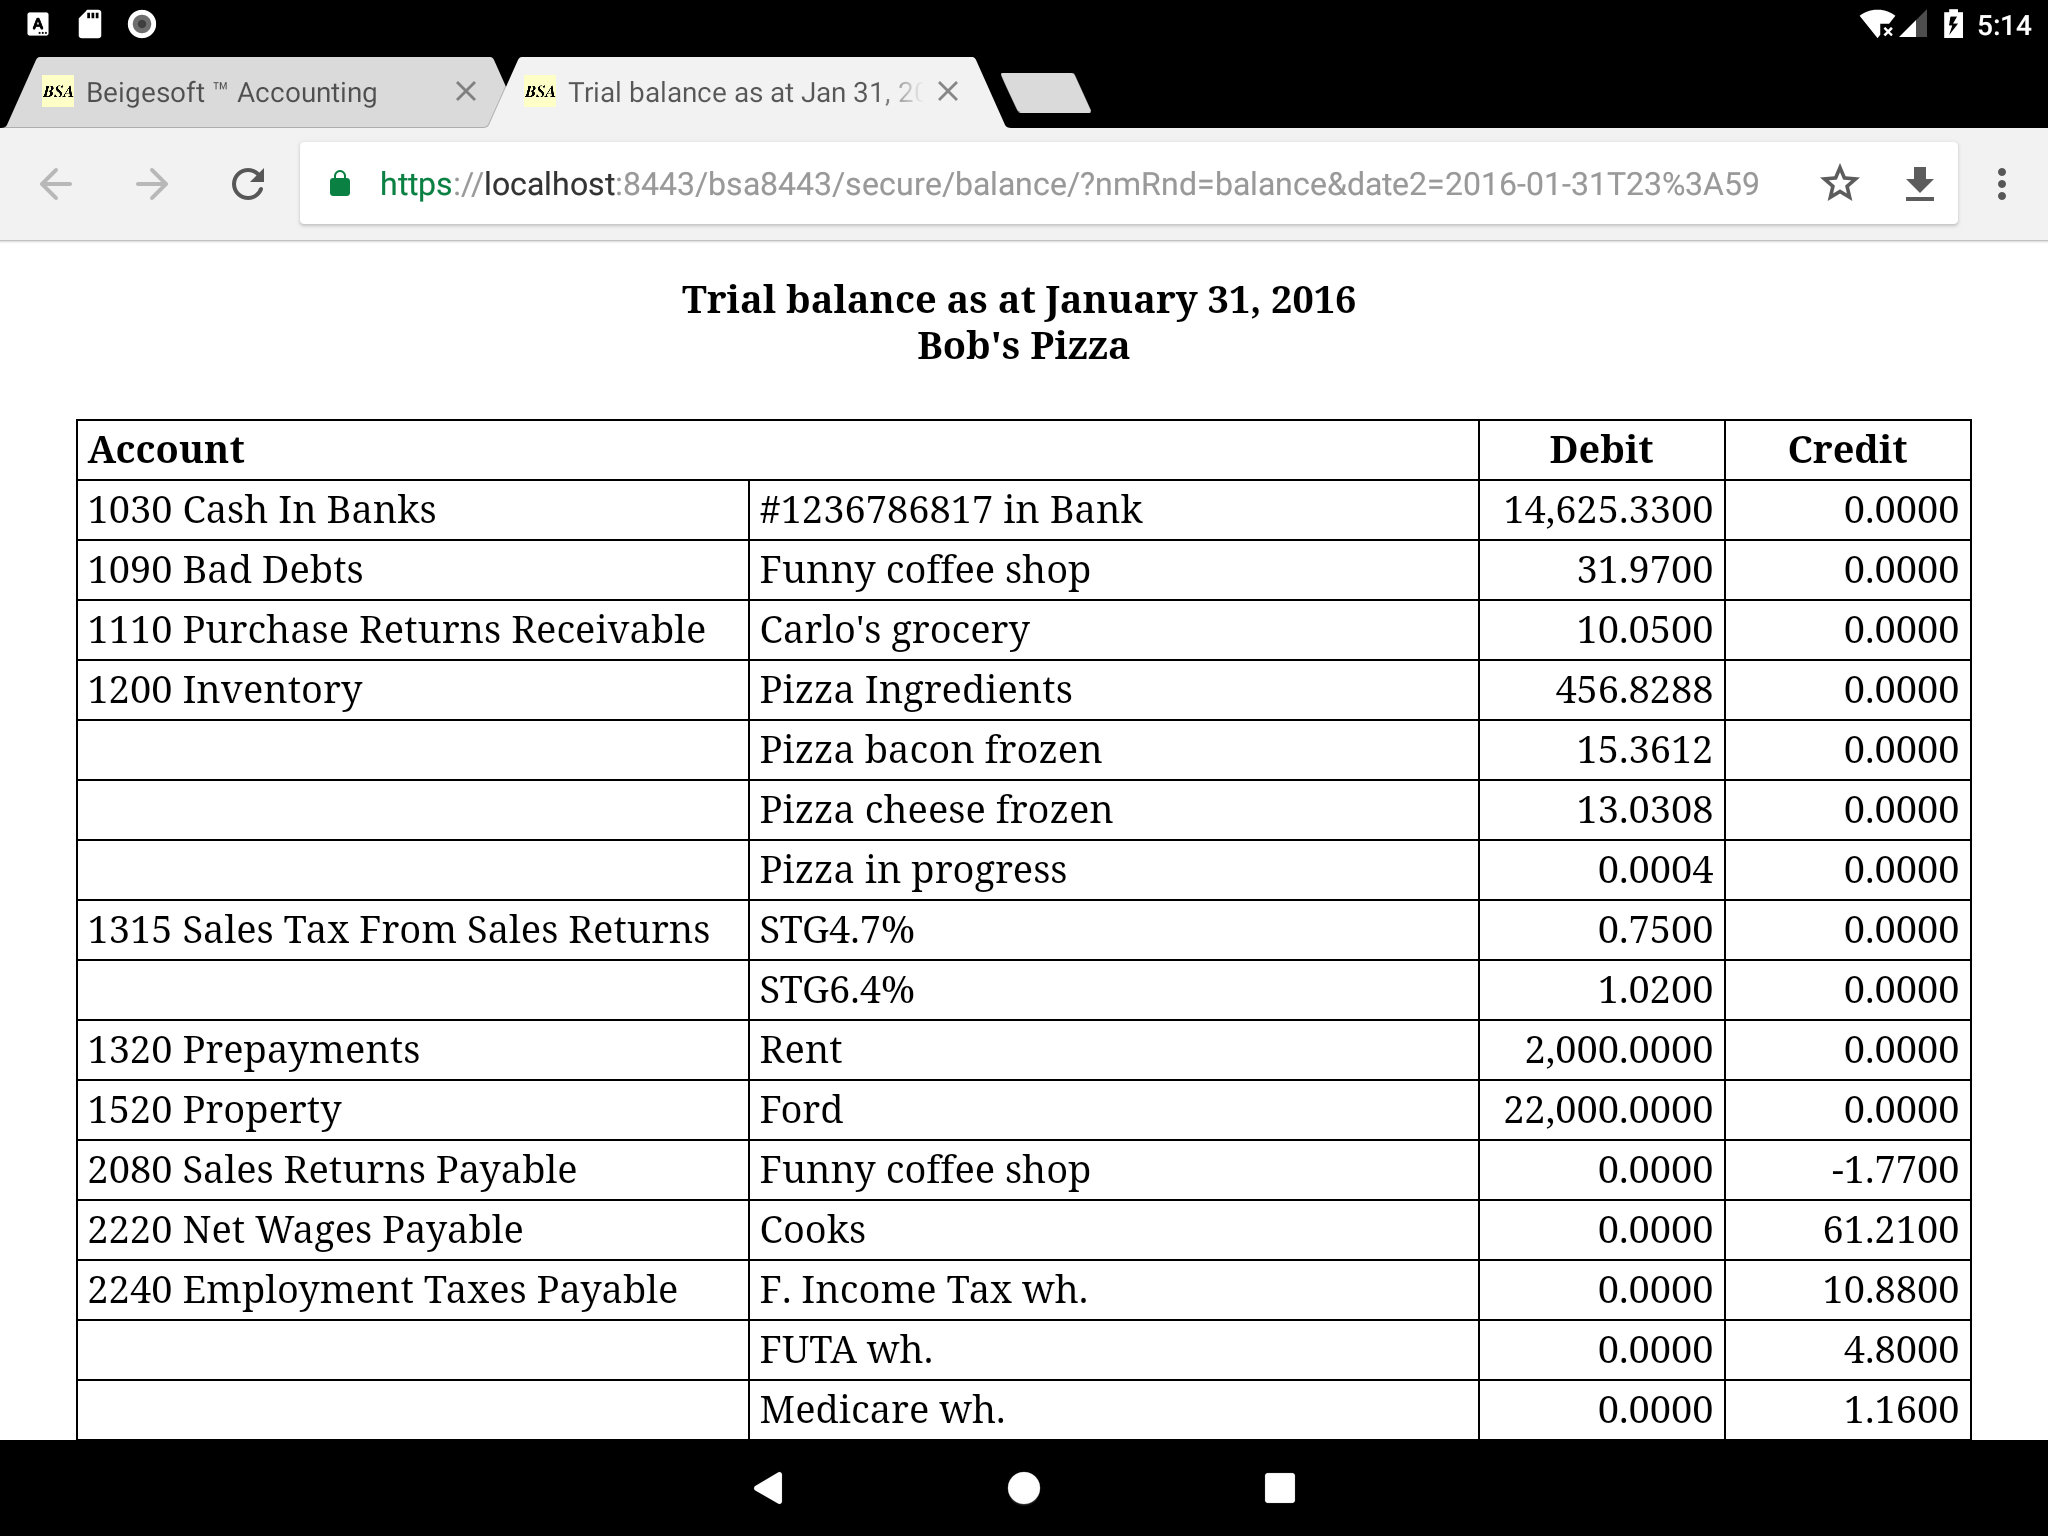 5:14
BSA Beigesoft ™ Accounting
BSA Trial balance as at Jan 31, 20
https://localhost:8443/bsa8443/secure/balance/?nmRnd=balance&date2=2016-01-31T23%3A59
Trial balance as at January 31, 2016
Bob's Pizza
Account Debit Credit
1030 Cash In Banks #1236786817 in Bank 14,625.3300 0.0000
1090 Bad Debts Funny coffee shop 31.9700 0.0000
1110 Purchase Returns Receivable Carlo's grocery 10.0500 0.0000
1200 Inventory Pizza Ingredients 456.8288 0.0000
Pizza bacon frozen 15.3612 0.0000
Pizza cheese frozen 13.0308 0.0000
Pizza in progress 0.0004 0.0000
1315 Sales Tax From Sales Returns STG4.7% 0.7500 0.0000
STG6.4% 1.0200 0.0000
1320 Prepayments Rent 2,000.0000 0.0000
1520 Property Ford 22,000.0000 0.0000
2080 Sales Returns Payable Funny coffee shop 0.0000 -1.7700
2220 Net Wages Payable Cooks 0.0000 61.2100
2240 Employment Taxes Payable F. Income Tax wh. 0.0000 10.8800
FUTA wh. 0.0000 4.8000
Medicare wh. 0.0000 1.1600